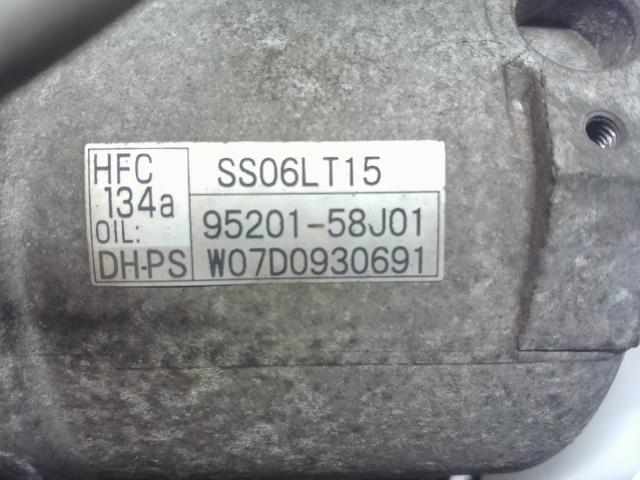 HFC
134a
OIL:
DH-PS
SS06LT15
95201-58J01
W07D0930691